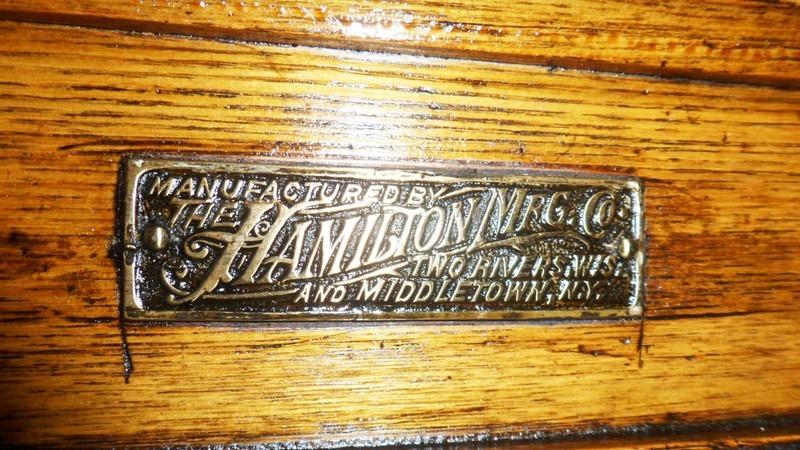 MANUFACTURED BY
THE HAMILTON MFG. CO.
TWO RIVERS, WIS.
AND MIDDLETOWN, N.Y.